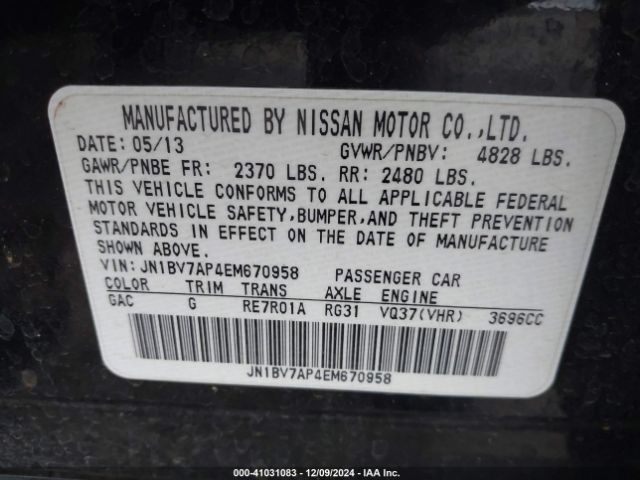 MANUFACTURED BY NISSAN MOTOR CO.,LTD.
DATE: 05/13 GVWR/PNBV: 4828 LBS.
GAWR/PNBE FR: 2370 LBS. RR: 2480 LBS.
THIS VEHICLE CONFORMS TO ALL APPLICABLE FEDERAL
MOTOR VEHICLE SAFETY,BUMPER,AND THEFT PREVENTION
STANDARDS IN EFFECT ON THE DATE OF MANUFACTURE
SHOWN ABOVE.
VIN: JN1BV7AP4EM670958 PASSENGER CAR
COLOR TRIM TRANS AXLE ENGINE
GAC G RE7R01A RG31 VQ37(VHR) 3696CC
JN1BV7AP4EM670958
000-41031083 - 12/09/2024 - IAA Inc.